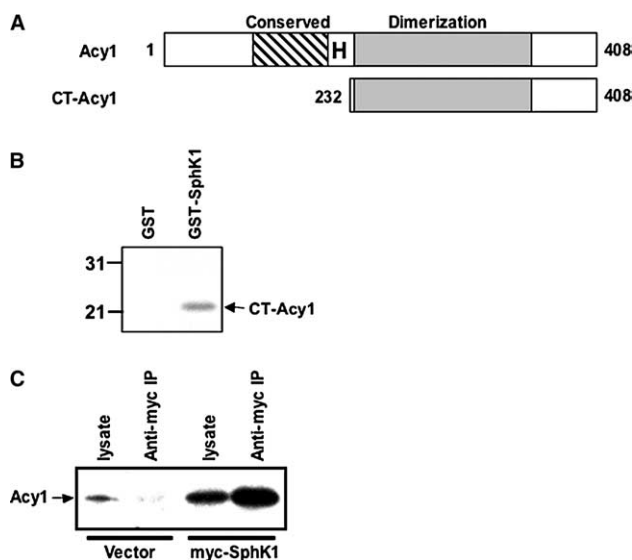 A
Conserved Dimerization
Acy1 1 H 408
CT-Acy1 232 408
B
GST
GST-SphK1
31
21
CT-Acy1
C
lysate
Anti-myc IP
lysate
Anti-myc IP
Acy1
Vector myc-SphK1